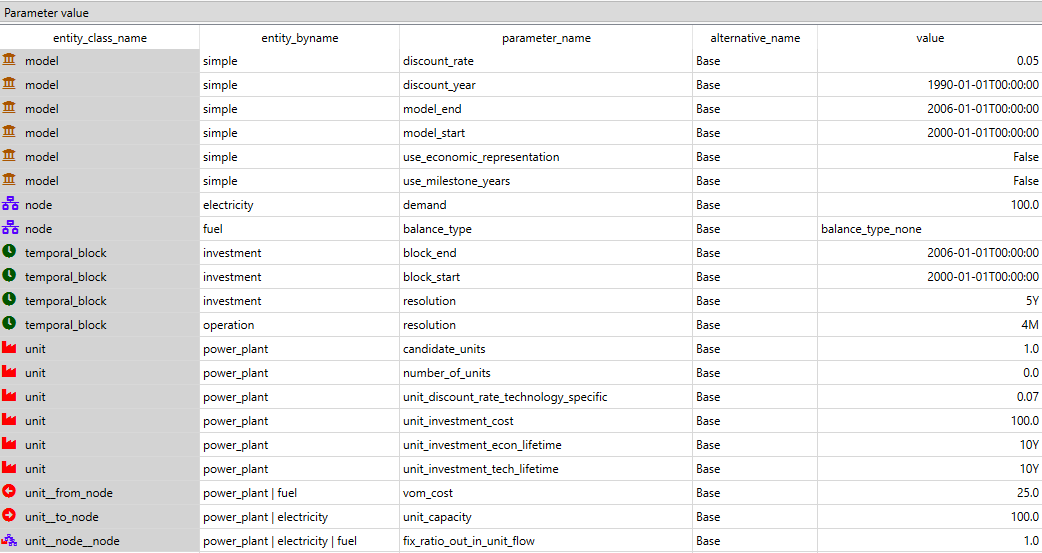 Parameter value
entity_class_name entity_byname parameter_name alternative_name value
model simple discount_rate Base 0.05
model simple discount_year Base 1990-01-01T00:00:00
model simple model_end Base 2006-01-01T00:00:00
model simple model_start Base 2000-01-01T00:00:00
model simple use_economic_representation Base False
model simple use_milestone_years Base False
node electricity demand Base 100.0
node fuel balance_type Base balance_type_none
temporal_block investment block_end Base 2006-01-01T00:00:00
temporal_block investment block_start Base 2000-01-01T00:00:00
temporal_block investment resolution Base 5Y
temporal_block operation resolution Base 4M
unit power_plant candidate_units Base 1.0
unit power_plant number_of_units Base 0.0
unit power_plant unit_discount_rate_technology_specific Base 0.07
unit power_plant unit_investment_cost Base 100.0
unit power_plant unit_investment_econ_lifetime Base 10Y
unit power_plant unit_investment_tech_lifetime Base 10Y
unit__from_node power_plant | fuel vom_cost Base 25.0
unit__to_node power_plant | electricity unit_capacity Base 100.0
unit__node__node power_plant | electricity | fuel fix_ratio_out_in_unit_flow Base 1.0